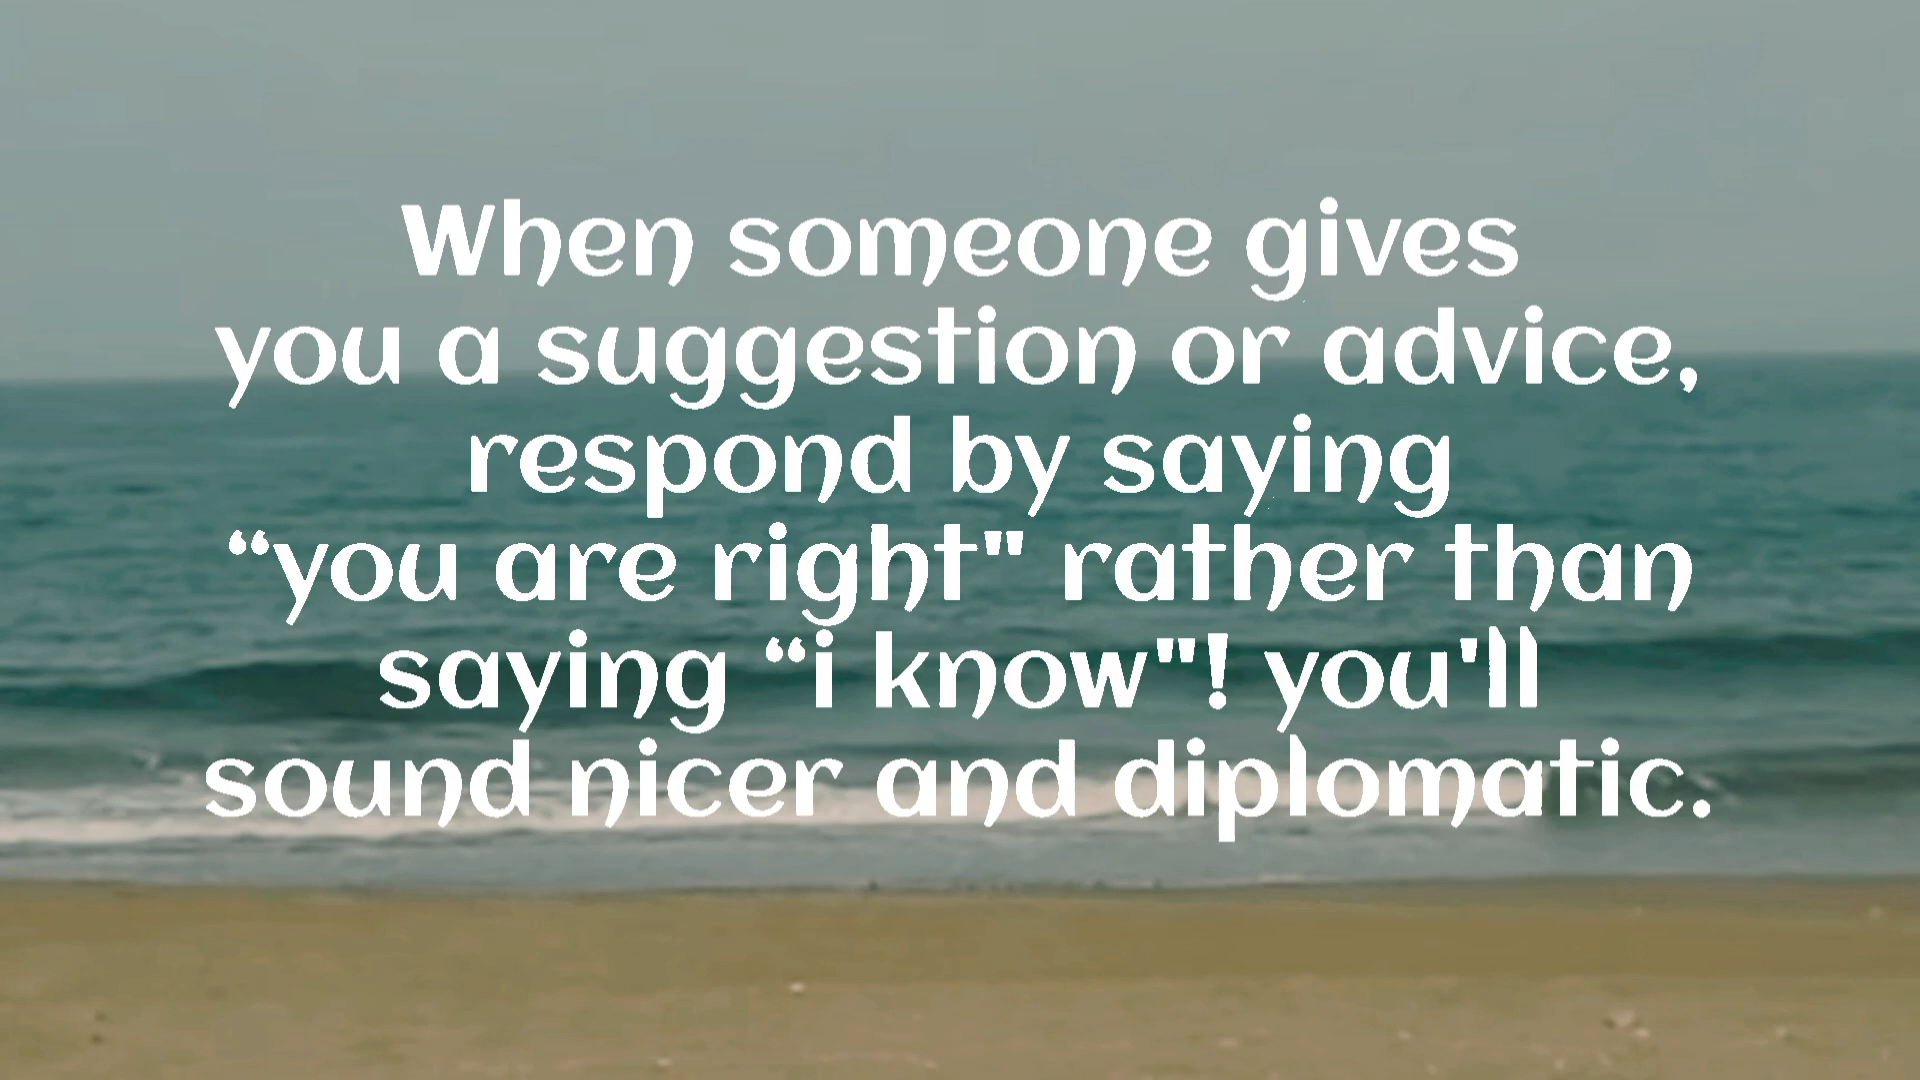 When someone gives
you a suggestion or advice,
respond by saying
“you are right" rather than
saying “i know"! you'll
sound nicer and diplomatic.